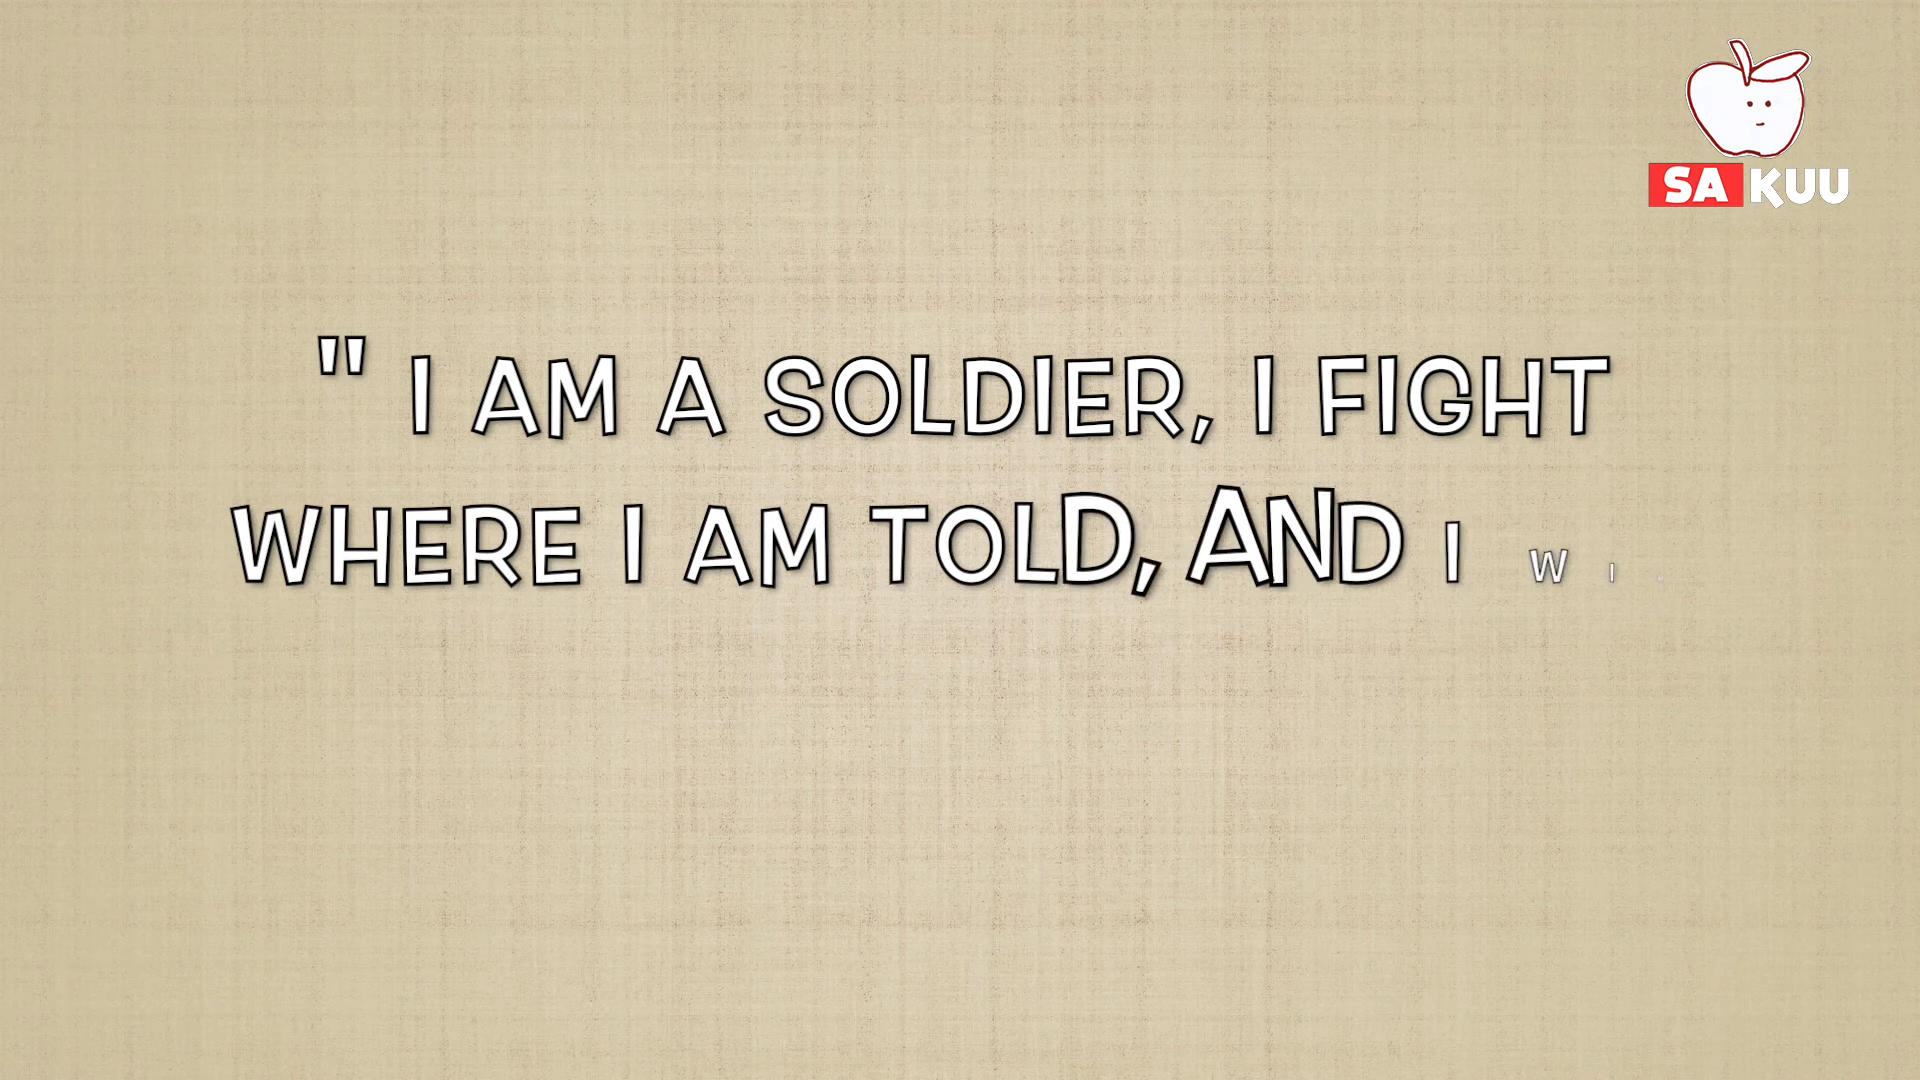 SA KUU
" I AM A SOLDIER, I FIGHT
WHERE I AM TOLD, AND I W I